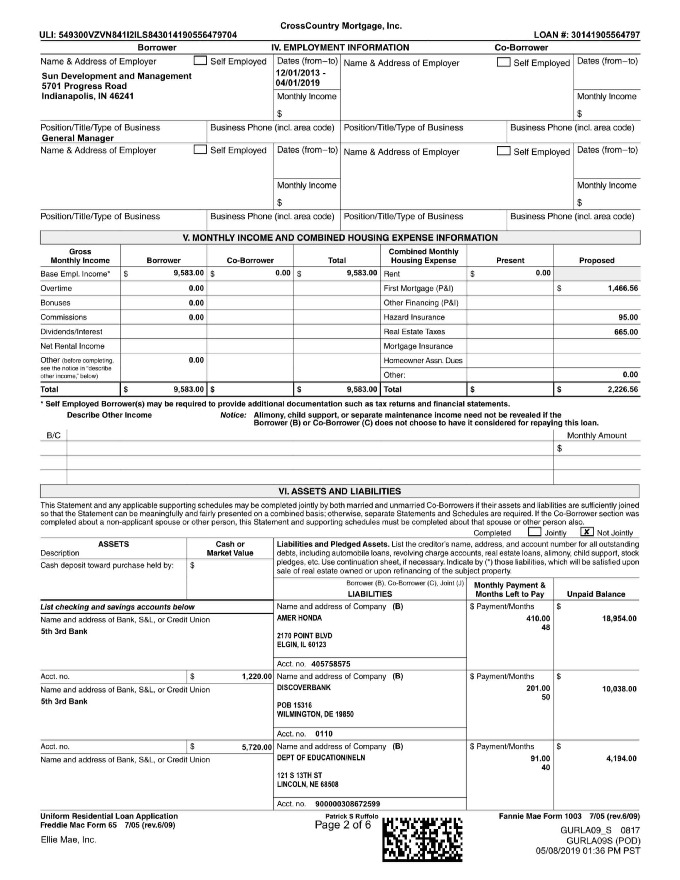 CrossCountry Mortgage, Inc.
ULI: 549300VZVN841I2ILS843014190556479704
LOAN #: 30141905564797
Borrower
IV. EMPLOYMENT INFORMATION
Co-Borrower
Name & Address of Employer
Self Employed
Dates (from–to)
Name & Address of Employer
Self Employed
Dates (from–to)
Sun Development and Management
5701 Progress Road
Indianapolis, IN 46241
12/01/2013 -
04/01/2019
Monthly Income
$
Monthly Income
$
Position/Title/Type of Business
Business Phone (incl. area code)
Position/Title/Type of Business
Business Phone (incl. area code)
General Manager
Name & Address of Employer
Self Employed
Dates (from–to)
Name & Address of Employer
Self Employed
Dates (from–to)
Monthly Income
$
Monthly Income
$
Position/Title/Type of Business
Business Phone (incl. area code)
Position/Title/Type of Business
Business Phone (incl. area code)
V. MONTHLY INCOME AND COMBINED HOUSING EXPENSE INFORMATION
Gross
Monthly Income
Borrower
Co-Borrower
Total
Combined Monthly
Housing Expense
Present
Proposed
Base Empl. Income* $ 9,583.00 $ 0.00 $ 9,583.00 Rent $ 0.00
Overtime 0.00 First Mortgage (P&I) $ 1,466.56
Bonuses 0.00 Other Financing (P&I)
Commissions 0.00 Hazard Insurance 95.00
Dividends/Interest Real Estate Taxes 665.00
Net Rental Income Mortgage Insurance
Other (before completing, 0.00 Homeowner Assn. Dues
see the notice in "describe
other income," below)
Other: 0.00
Total $ 9,583.00 $ $ 9,583.00 Total $ $ 2,226.56
* Self Employed Borrower(s) may be required to provide additional documentation such as tax returns and financial statements.
Describe Other Income
Notice: Alimony, child support, or separate maintenance income need not be revealed if the
Borrower (B) or Co-Borrower (C) does not choose to have it considered for repaying this loan.
B/C
Monthly Amount
$
VI. ASSETS AND LIABILITIES
This Statement and any applicable supporting schedules may be completed jointly by both married and unmarried Co-Borrowers if their assets and liabilities are sufficiently joined
so that the Statement can be meaningfully and fairly presented on a combined basis; otherwise, separate Statements and Schedules are required. If the Co-Borrower section was
completed about a non-applicant spouse or other person, this Statement and supporting schedules must be completed about that spouse or other person also.
Completed Jointly X Not Jointly
ASSETS
Description
Cash or
Market Value
Cash deposit toward purchase held by:
$
Liabilities and Pledged Assets. List the creditor's name, address, and account number for all outstanding
debts, including automobile loans, revolving charge accounts, real estate loans, alimony, child support, stock
pledges, etc. Use continuation sheet, if necessary. Indicate by (*) those liabilities, which will be satisfied upon
sale of real estate owned or upon refinancing of the subject property.
Borrower (B), Co-Borrower (C), Joint (J)
LIABILITIES
Monthly Payment &
Months Left to Pay
Unpaid Balance
List checking and savings accounts below
Name and address of Bank, S&L, or Credit Union
5th 3rd Bank
Name and address of Company (B)
AMER HONDA
2170 POINT BLVD
ELGIN, IL 60123
Acct. no. 405758575
$ Payment/Months
410.00
48
$
18,954.00
Acct. no. $ 1,220.00
Name and address of Bank, S&L, or Credit Union
5th 3rd Bank
Name and address of Company (B)
DISCOVERBANK
POB 15316
WILMINGTON, DE 19850
Acct. no. 0110
$ Payment/Months
201.00
50
$
10,038.00
Acct. no. $ 5,720.00
Name and address of Bank, S&L, or Credit Union
Name and address of Company (B)
DEPT OF EDUCATION/NELN
121 S 13TH ST
LINCOLN, NE 68508
Acct. no. 900000308672599
$ Payment/Months
91.00
40
$
4,194.00
Uniform Residential Loan Application
Freddie Mac Form 65 7/05 (rev.6/09)
Ellie Mae, Inc.
Patrick S Ruffolo
Page 2 of 6
Fannie Mae Form 1003 7/05 (rev.6/09)
GURLA09_S 0817
GURLA09S (POD)
05/08/2019 01:36 PM PST